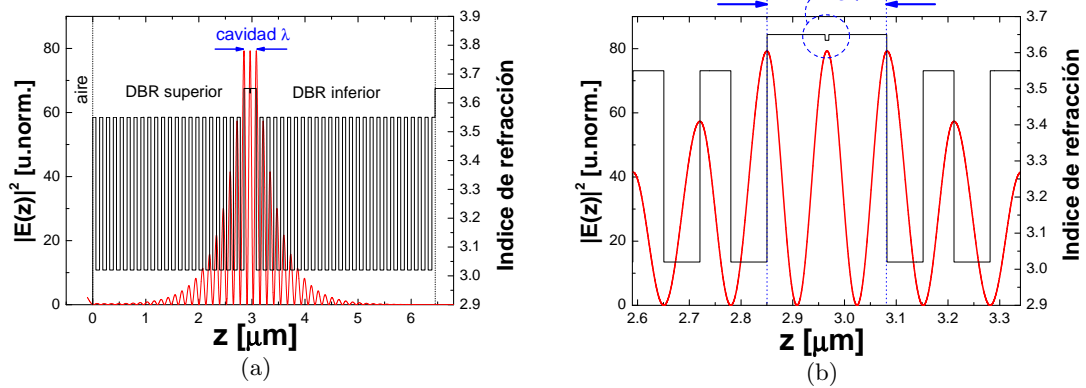 cavidad λ
aire
DBR superior
DBR inferior
80
60
40
20
0
|E(z)|² [u.norm.]
3.9
3.8
3.7
3.6
3.5
3.4
3.3
3.2
3.1
3.0
2.9
Indice de refracción
0 1 2 3 4 5 6
z [μm]
(a)
80
60
40
20
0
|E(z)|² [u.norm.]
3.7
3.6
3.5
3.4
3.3
3.2
3.1
3.0
2.9
Indice de refracción
2.6 2.7 2.8 2.9 3.0 3.1 3.2 3.3
z [μm]
(b)